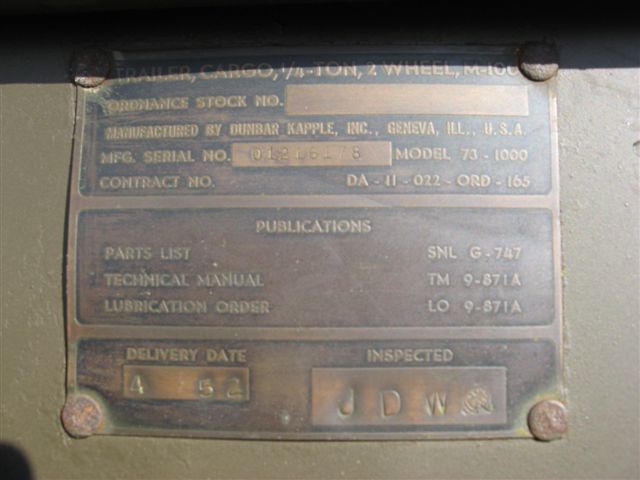 TRAILER, CARGO, 1/4-TON, 2 WHEEL, M-100
ORDNANCE STOCK NO.
MANUFACTURED BY DUNBAR KAPPLE, INC., GENEVA, ILL., U.S.A.
MFG. SERIAL NO. 01216178 MODEL 73-1000
CONTRACT NO. DA-11-022-ORD-165
PUBLICATIONS
PARTS LIST SNL G-747
TECHNICAL MANUAL TM 9-871A
LUBRICATION ORDER LO 9-871A
DELIVERY DATE INSPECTED
4 52 JDW